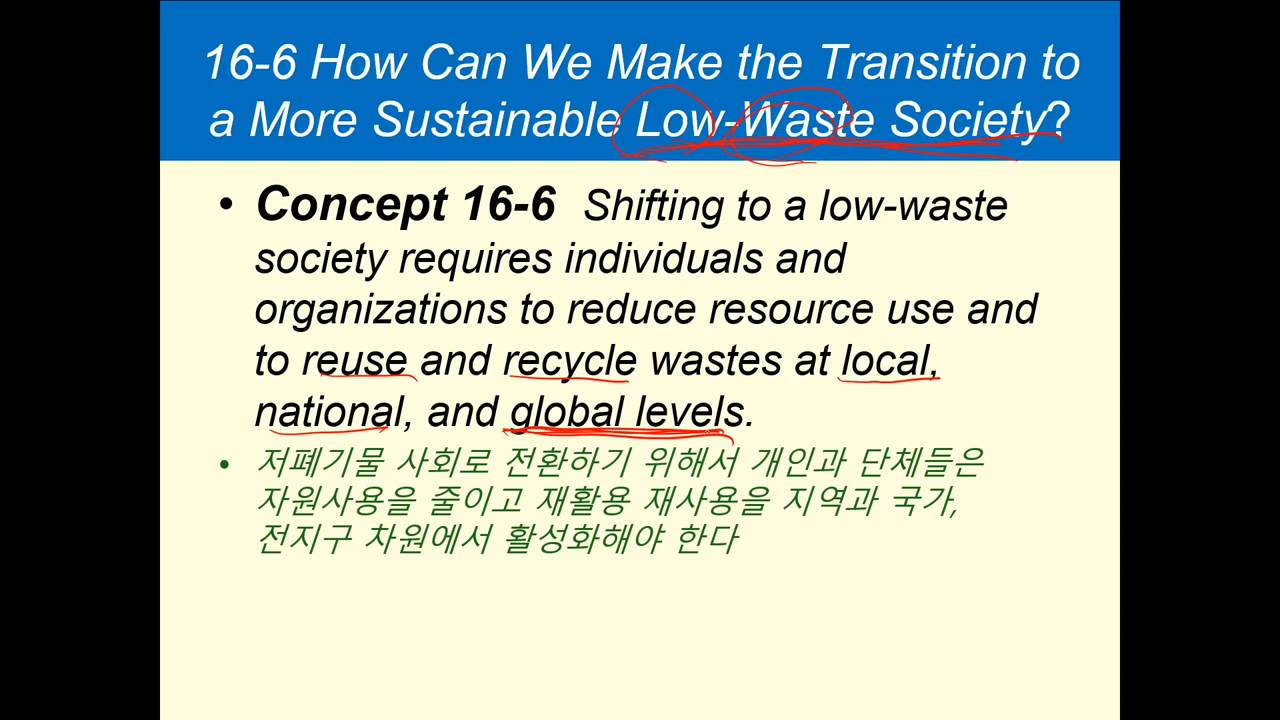 16-6 How Can We Make the Transition to
a More Sustainable Low-Waste Society?
• Concept 16-6 Shifting to a low-waste
society requires individuals and
organizations to reduce resource use and
to reuse and recycle wastes at local,
national, and global levels.
• 저폐기물 사회로 전환하기 위해서 개인과 단체들은
자원사용을 줄이고 재활용 재사용을 지역과 국가,
전지구 차원에서 활성화해야 한다